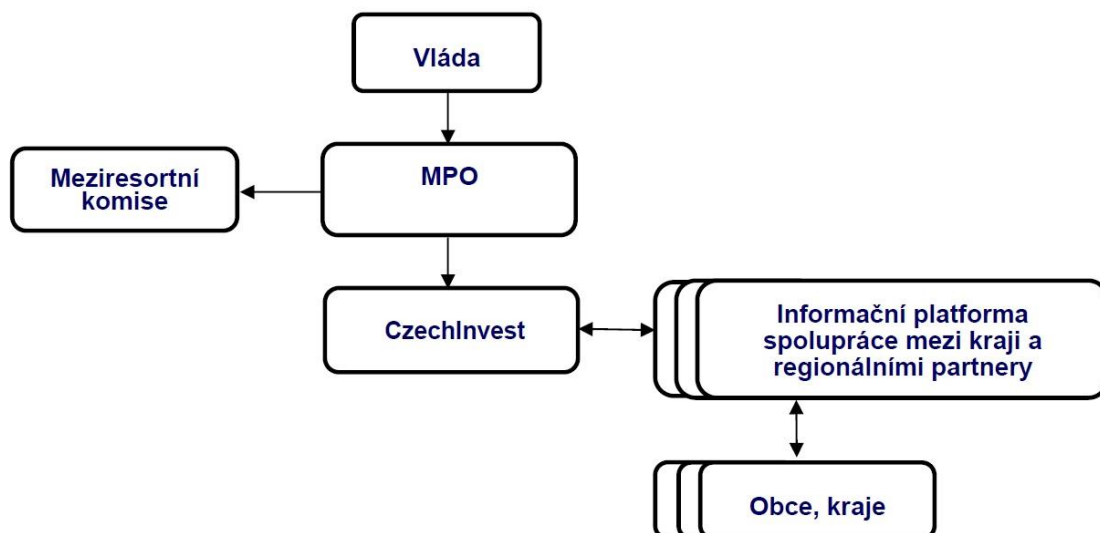 Vláda
MPO
Meziresortní
komise
CzechInvest
Informační platforma
spolupráce mezi kraji a
regionálními partnery
Obce, kraje